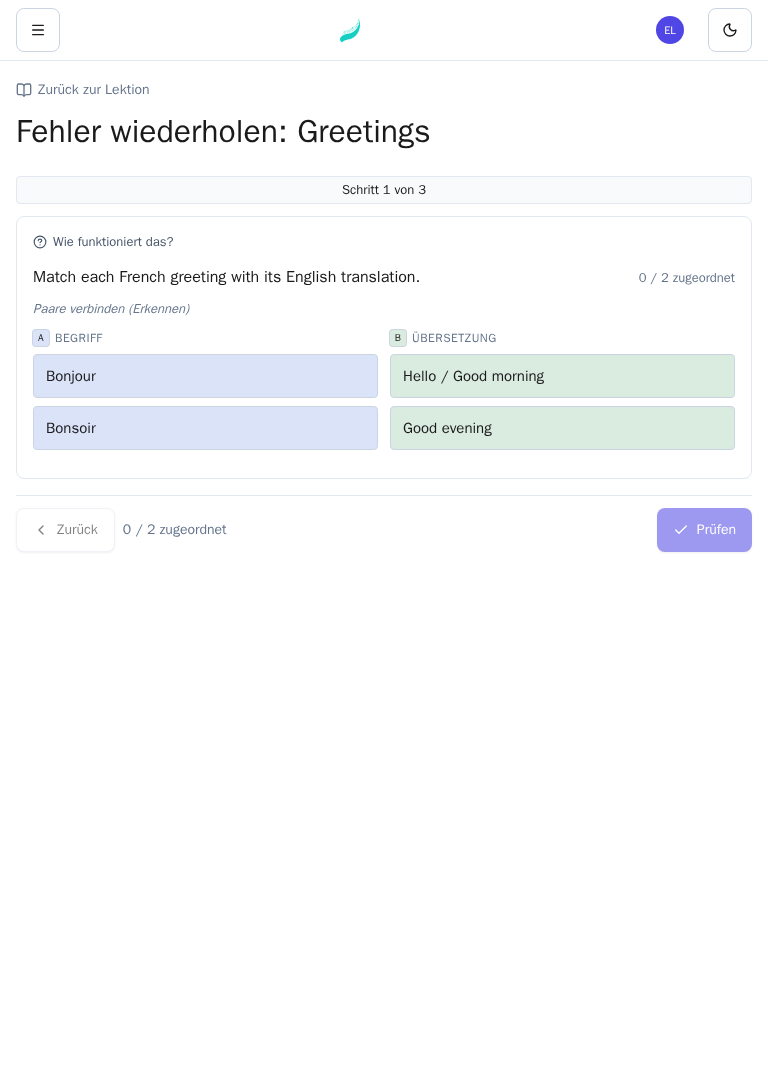 EL
Zurück zur Lektion
Fehler wiederholen: Greetings
Schritt 1 von 3
Wie funktioniert das?
Match each French greeting with its English translation.
0 / 2 zugeordnet
Paare verbinden (Erkennen)
A BEGRIFF
B ÜBERSETZUNG
Bonjour
Hello / Good morning
Bonsoir
Good evening
Zurück
0 / 2 zugeordnet
Prüfen